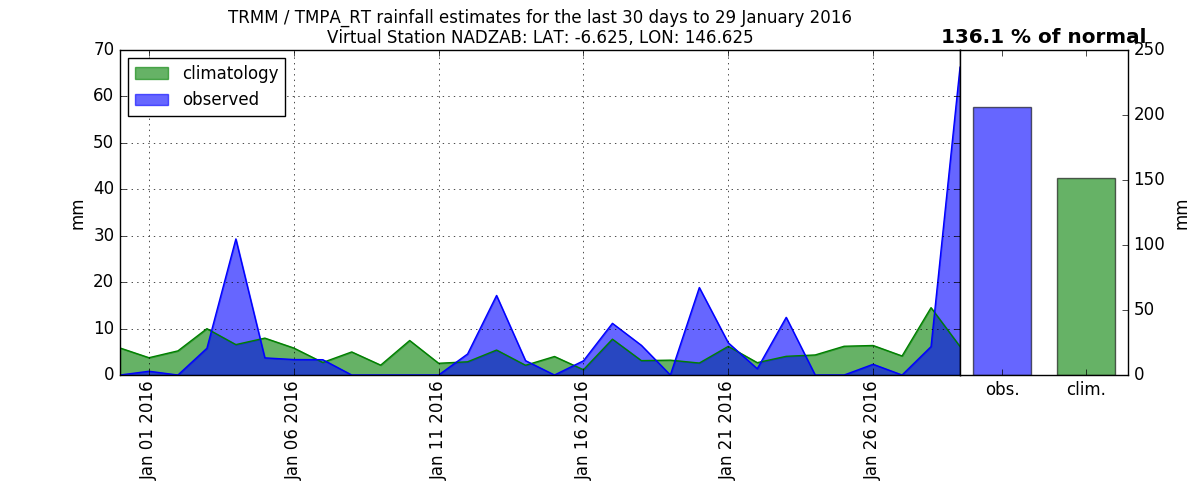 TRMM / TMPA_RT rainfall estimates for the last 30 days to 29 January 2016
Virtual Station NADZAB: LAT: -6.625, LON: 146.625
136.1 % of normal
climatology
observed
70
60
50
40
30
20
10
0
mm
Jan 01 2016
Jan 06 2016
Jan 11 2016
Jan 16 2016
Jan 21 2016
Jan 26 2016
obs.
clim.
250
200
150
100
50
0
mm